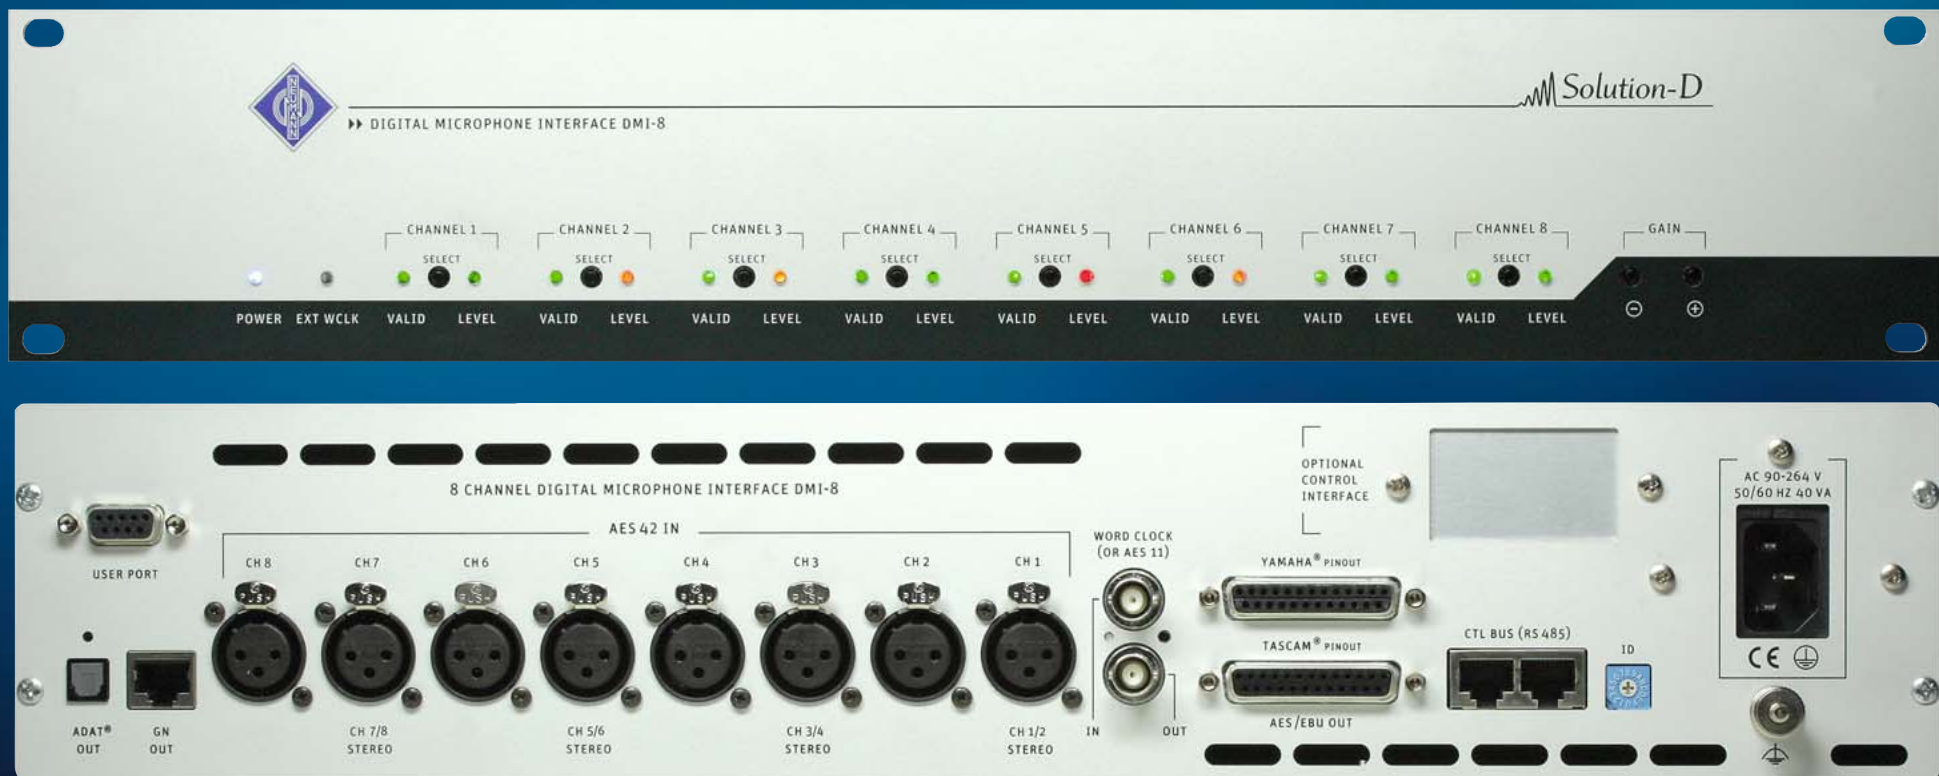 NEUMANN
Solution-D
DIGITAL MICROPHONE INTERFACE DMI-8
CHANNEL 1 CHANNEL 2 CHANNEL 3 CHANNEL 4 CHANNEL 5 CHANNEL 6 CHANNEL 7 CHANNEL 8 GAIN
SELECT SELECT SELECT SELECT SELECT SELECT SELECT SELECT
POWER EXT WCLK VALID LEVEL VALID LEVEL VALID LEVEL VALID LEVEL VALID LEVEL VALID LEVEL VALID LEVEL VALID LEVEL
8 CHANNEL DIGITAL MICROPHONE INTERFACE DMI-8
OPTIONAL
CONTROL
INTERFACE
AC 90-264 V
50/60 HZ 40 VA
AES 42 IN
WORD CLOCK
(OR AES 11)
USER PORT
CH 8 CH 7 CH 6 CH 5 CH 4 CH 3 CH 2 CH 1
YAMAHA® PINOUT
TASCAM® PINOUT
CTL BUS (RS 485)
ID
CE
AES/EBU OUT
ADAT®
OUT
GN
OUT
CH 7/8
STEREO
CH 5/6
STEREO
CH 3/4
STEREO
CH 1/2
STEREO
IN
OUT